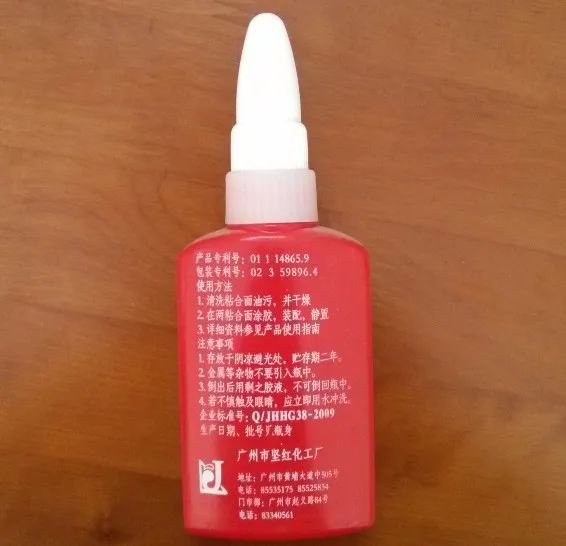 产品专利号：01 1 14865.9
包装专利号：02 3 59896.4
使用方法
1. 清洗粘合面油污，并干燥
2. 在两粘合面涂胶，装配，静置
3. 详细资料参见产品使用指南
注意事项
1. 存放于阴凉避光处，贮存期二年。
2. 金属等杂物不要引入瓶中。
3. 倒出后用剩之胶液，不可倒回瓶中。
4. 若不慎触及眼睛，应立即用水冲洗。
企业标准号：Q/JHHG38-2009
生产日期、批号见瓶身
广州市坚红化工厂
地址：广州市黄埔大道中505号
电话：85535175 85525854
门市部：广州市起义路84号
电话：83340561